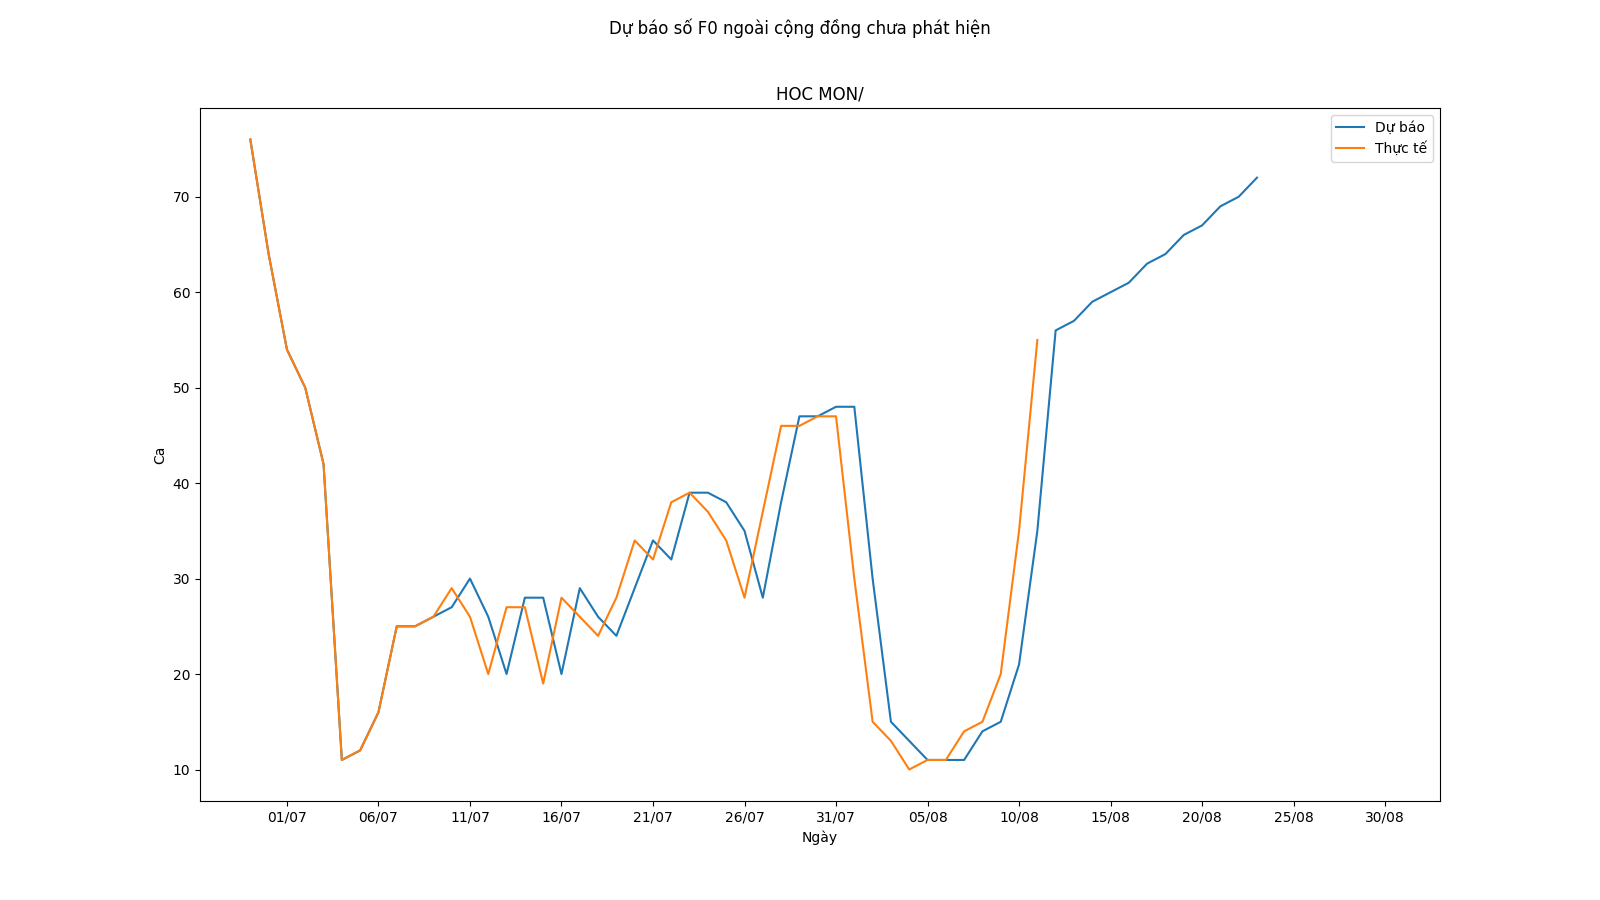 Dự báo số F0 ngoài cộng đồng chưa phát hiện
HOC MON/
Dự báo
Thực tế
70
60
50
40
30
20
10
Ca
01/07 06/07 11/07 16/07 21/07 26/07 31/07 05/08 10/08 15/08 20/08 25/08 30/08
Ngày